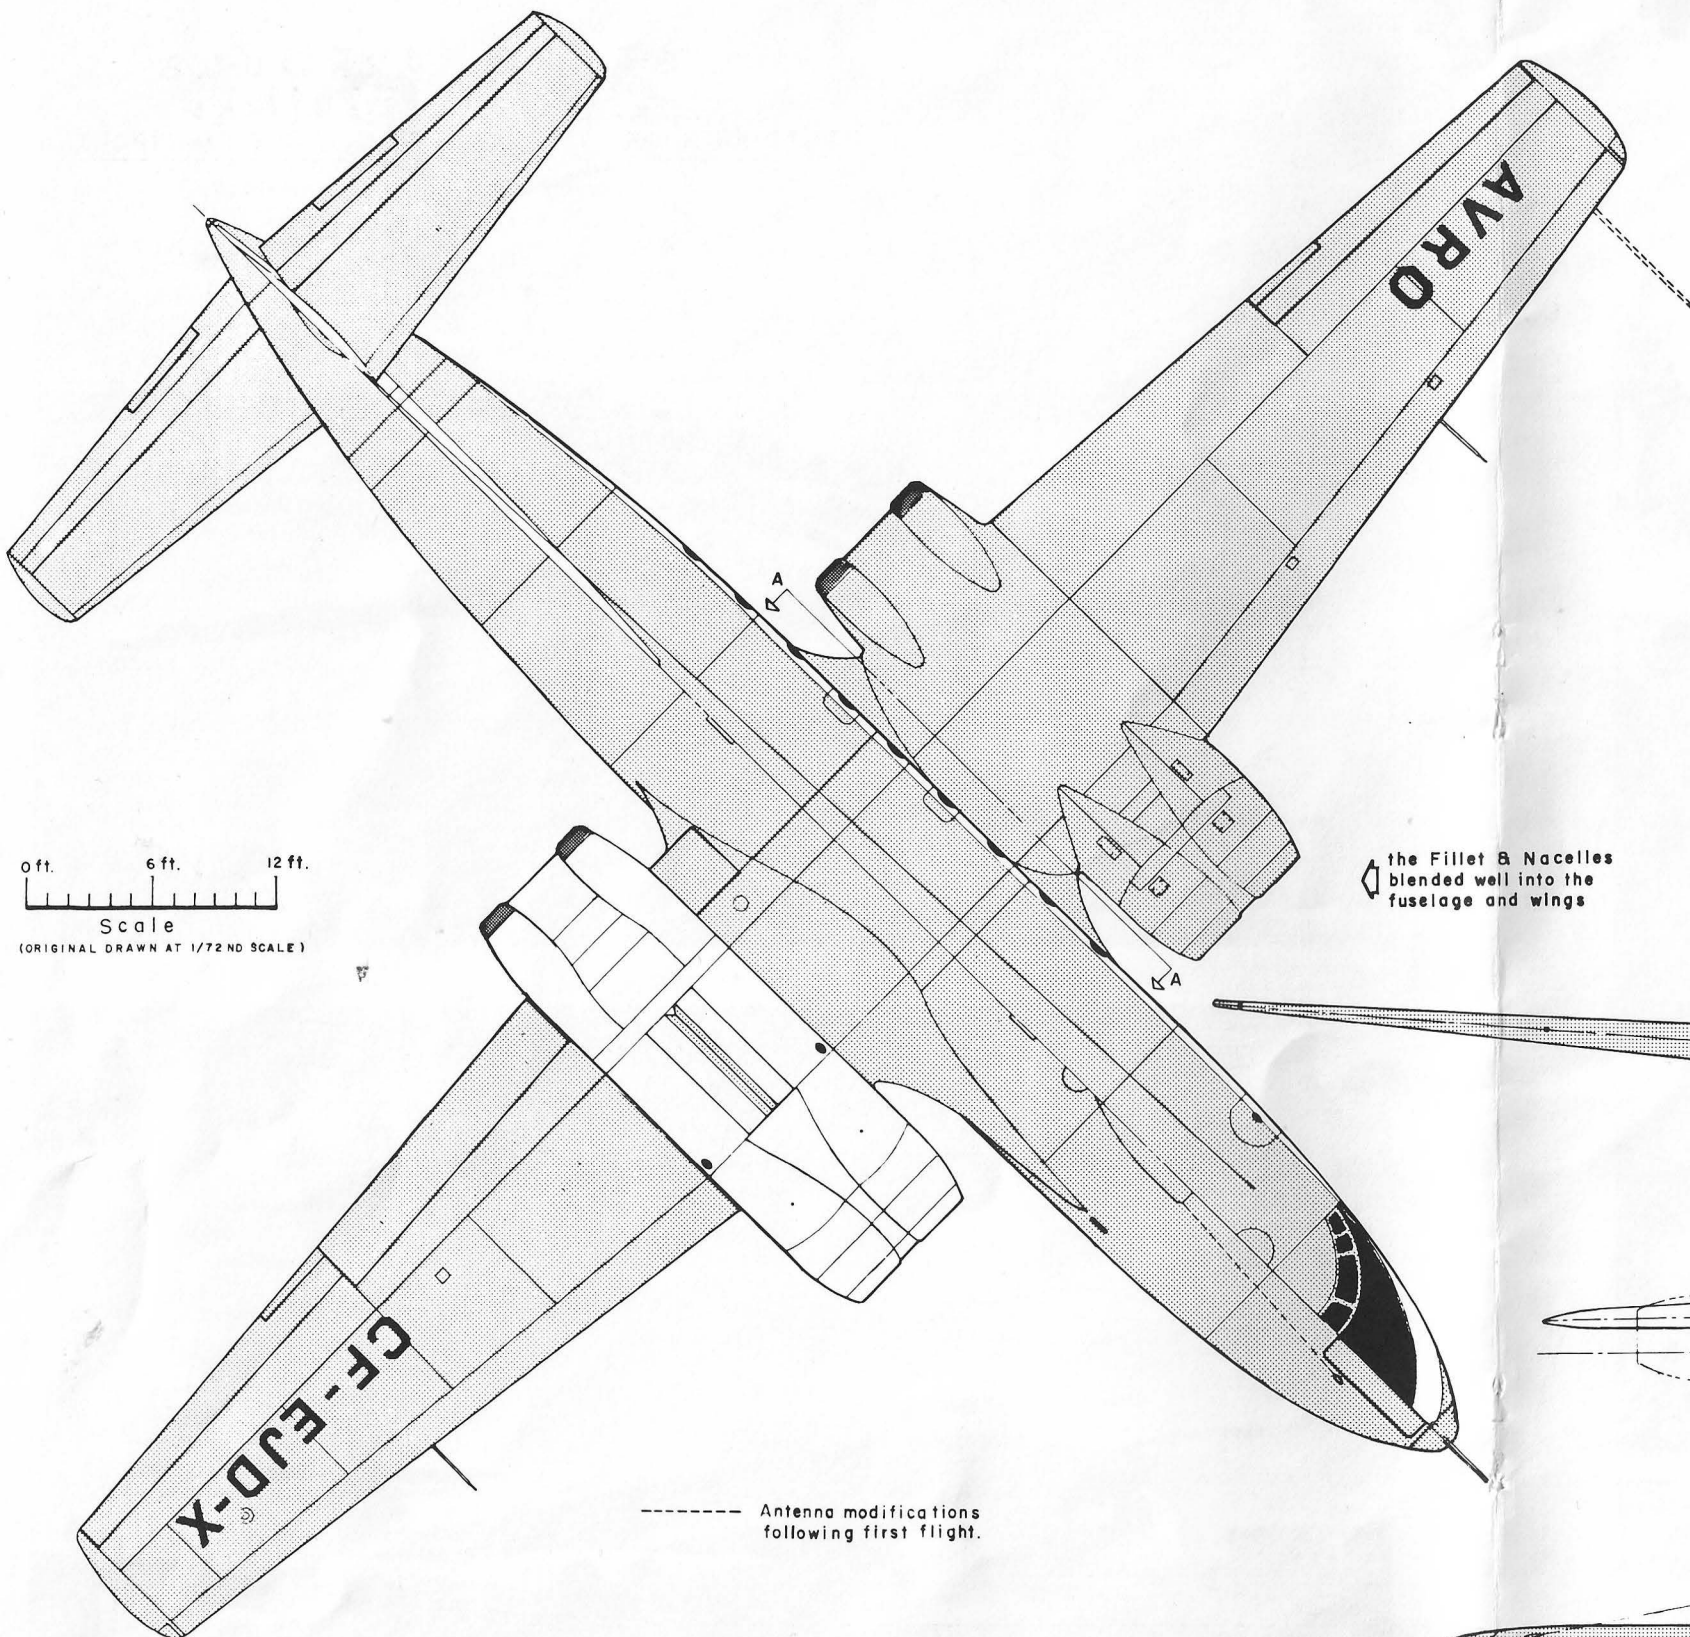 AVRO
A
0 ft. 6 ft. 12 ft.
Scale
(ORIGINAL DRAWN AT 1/72 ND SCALE)
the Fillet & Nacelles
blended well into the
fuselage and wings
A
CF-EJD-X
Antenna modifications
following first flight.